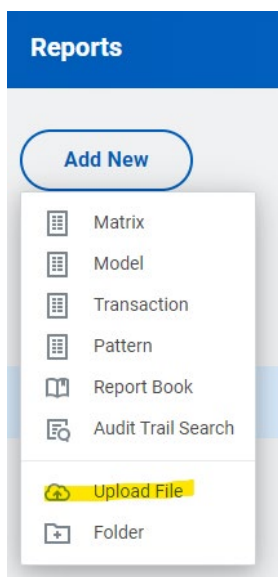 Reports
Add New
Matrix
Model
Transaction
Pattern
Report Book
Audit Trail Search
Upload File
Folder